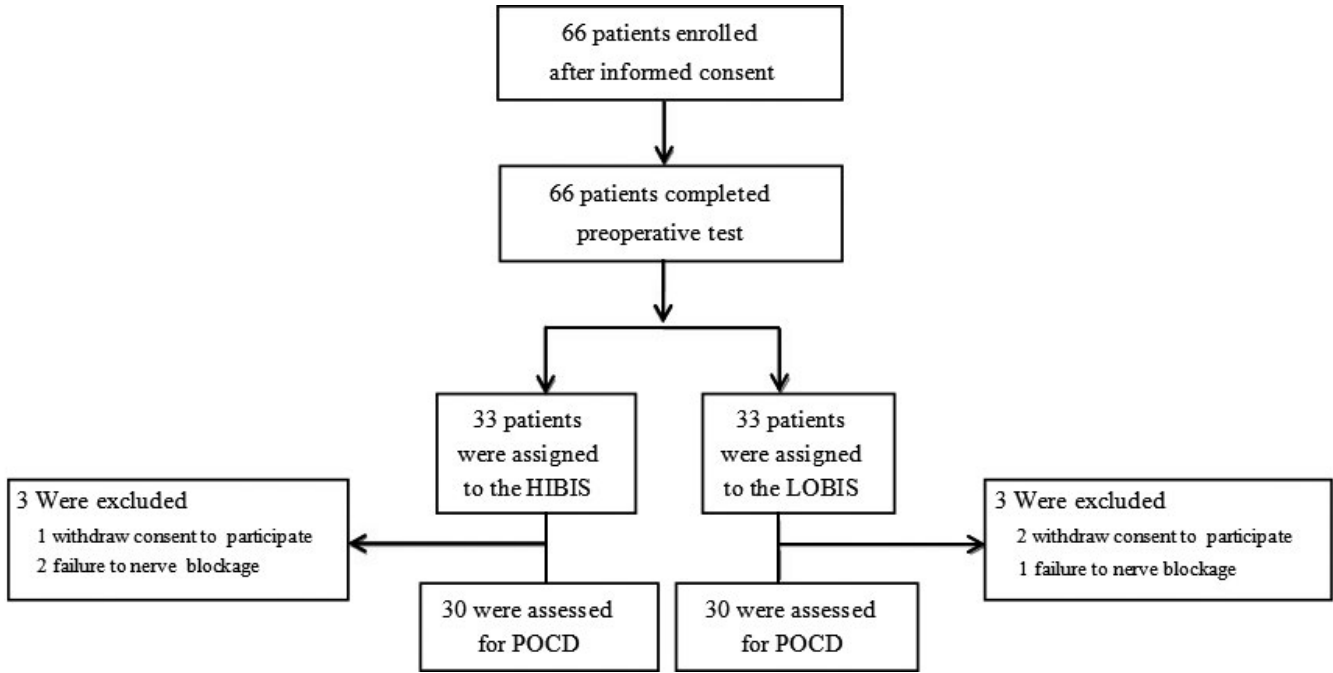 66 patients enrolled
after informed consent
66 patients completed
preoperative test
33 patients
were assigned
to the HIBIS
33 patients
were assigned
to the LOBIS
3 Were excluded
1 withdraw consent to participate
2 failure to nerve blockage
3 Were excluded
2 withdraw consent to participate
1 failure to nerve blockage
30 were assessed
for POCD
30 were assessed
for POCD